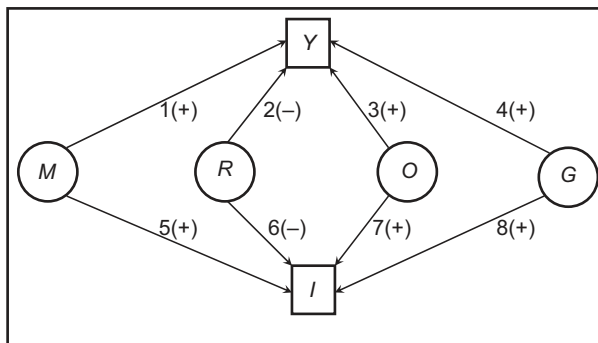 Y
1(+) 2(–) 3(+) 4(+)
M R O G
5(+) 6(–) 7(+) 8(+)
I